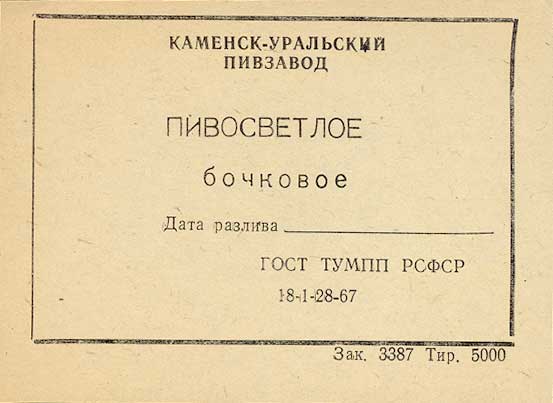 КАМЕНСК-УРАЛЬСКИЙ
ПИВЗАВОД
ПИВОСВЕТЛОЕ
бочковое
Дата разлива
ГОСТ ТУМПП РСФСР
18-1-28-67
Зак. 3387 Тир. 5000